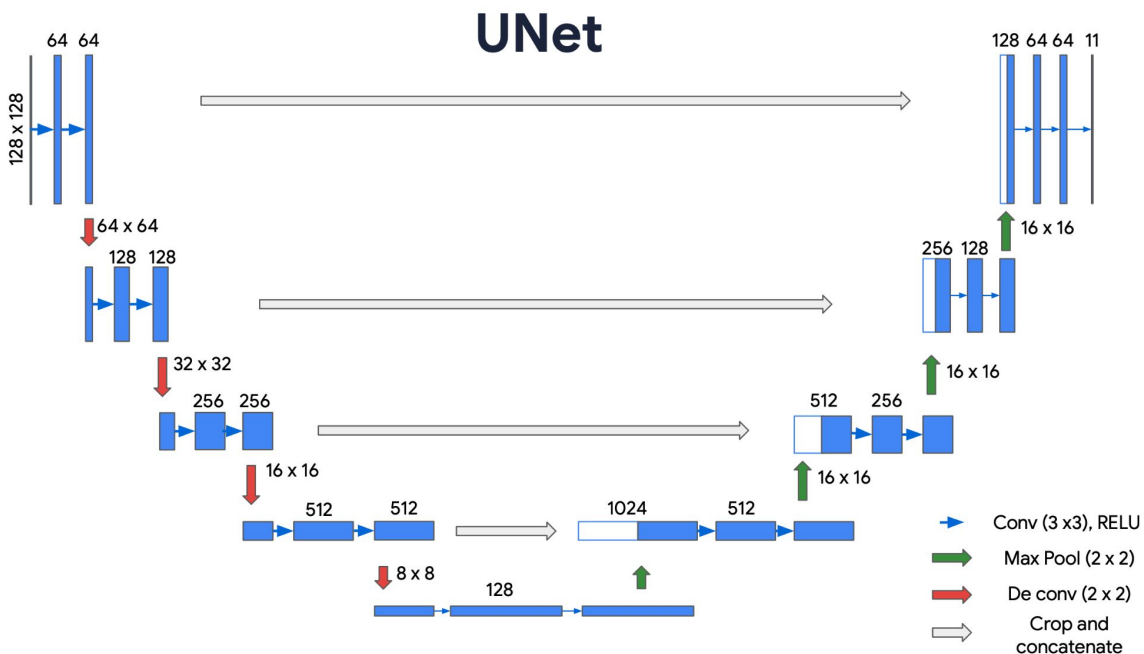 UNet
64 64
128 x 128
128 64 64 11
64 x 64
16 x 16
128 128
256 128
32 x 32
16 x 16
256 256
512 256
16 x 16
16 x 16
512 512
1024 512
8 x 8
128
Conv (3 x3), RELU
Max Pool (2 x 2)
De conv (2 x 2)
Crop and
concatenate